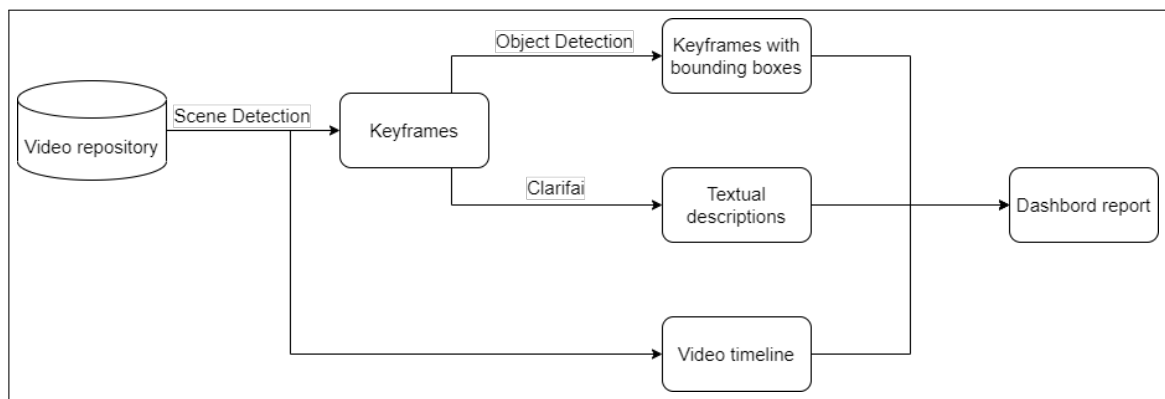 Object Detection
Keyframes with
bounding boxes
Scene Detection
Video repository
Keyframes
Clarifai
Textual
descriptions
Dashbord report
Video timeline